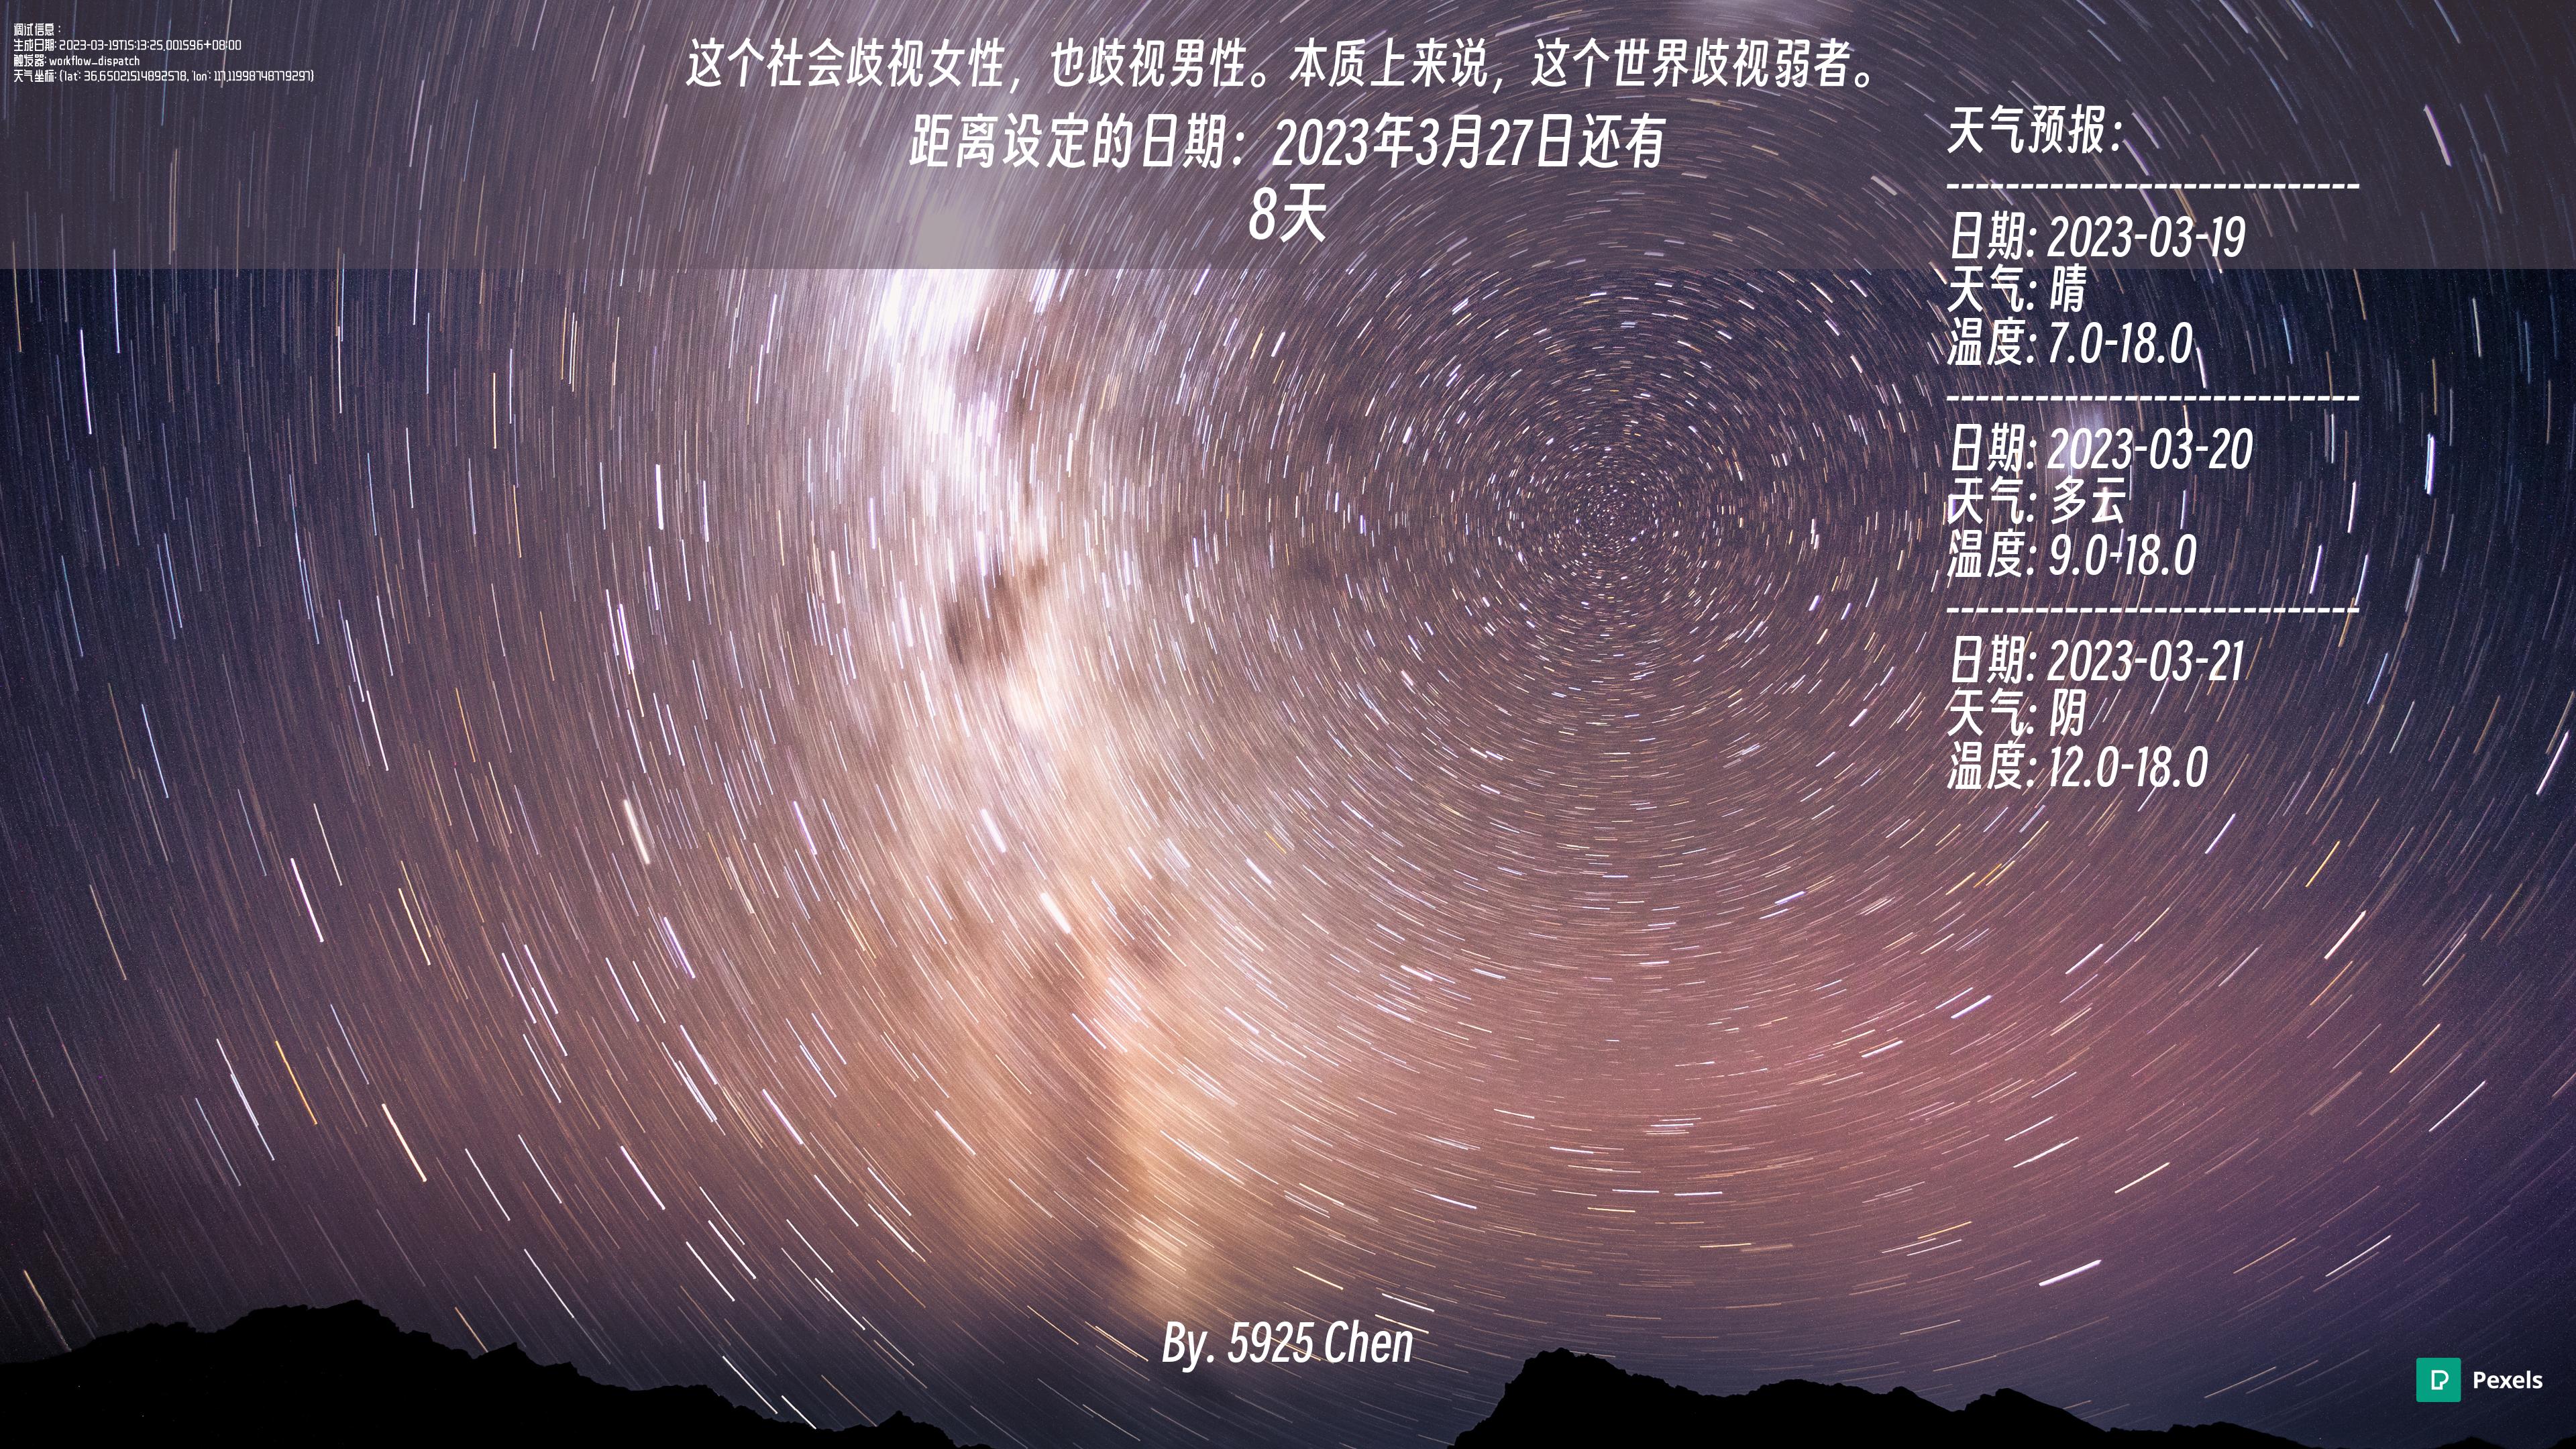 调试信息：
生成日期: 2023-03-19T15:13:25.001596+08:00
触发器: workflow_dispatch
天气坐标: {'lat': 36.65021514892578, 'lon': 117.11998748779297}
这个社会歧视女性，也歧视男性。本质上来说，这个世界歧视弱者。
距离设定的日期：2023年3月27日还有
8天
天气预报：
----------------------------
日期: 2023-03-19
天气: 晴
温度: 7.0-18.0
----------------------------
日期: 2023-03-20
天气: 多云
温度: 9.0-18.0
----------------------------
日期: 2023-03-21
天气: 阴
温度: 12.0-18.0
By. 5925 Chen
Pexels